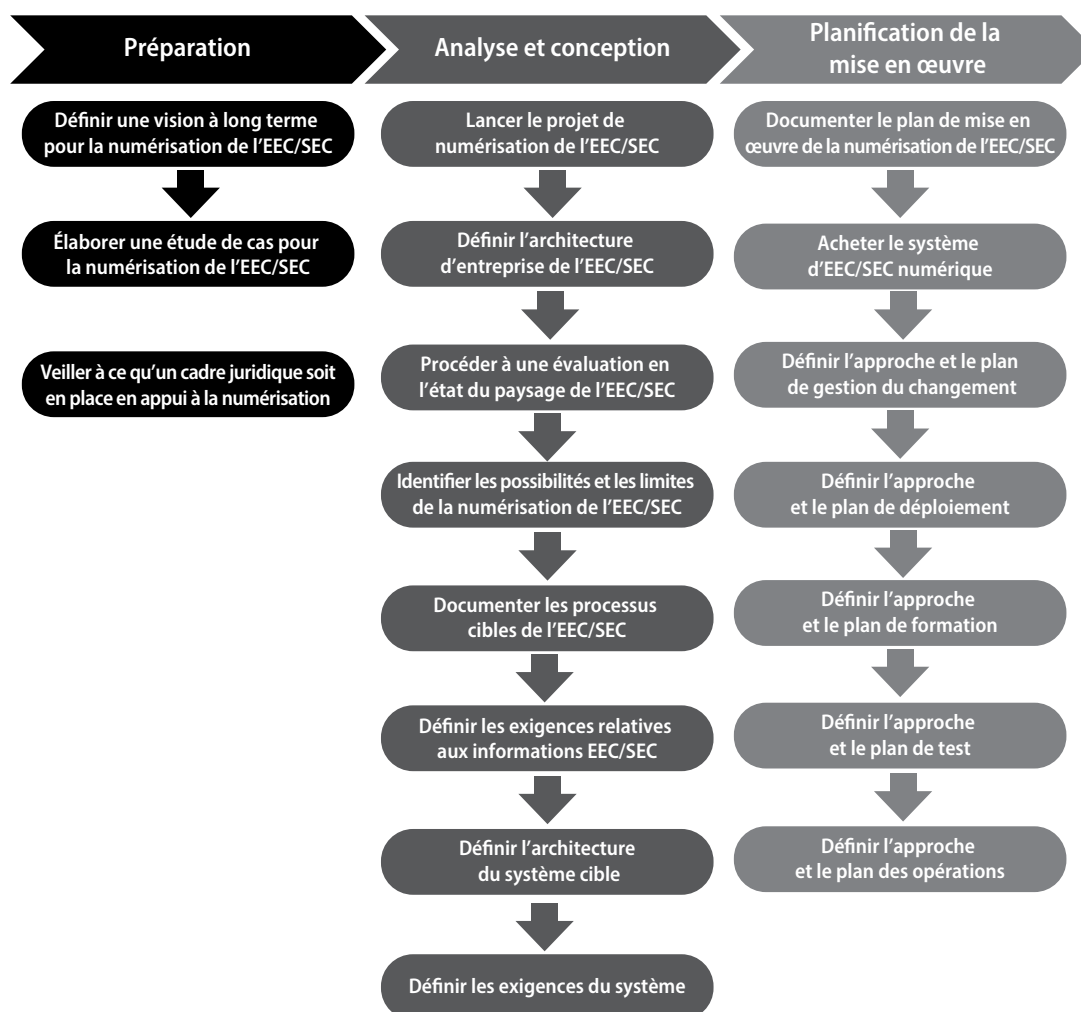 Préparation
Définir une vision à long terme
pour la numérisation de l’EEC/SEC
Élaborer une étude de cas pour
la numérisation de l’EEC/SEC
Veiller à ce qu’un cadre juridique soit
en place en appui à la numérisation
Analyse et conception
Lancer le projet de
numérisation de l’EEC/SEC
Définir l’architecture
d’entreprise de l’EEC/SEC
Procéder à une évaluation en
l’état du paysage de l’EEC/SEC
Identifier les possibilités et les limites
de la numérisation de l’EEC/SEC
Documenter les processus
cibles de l’EEC/SEC
Définir les exigences relatives
aux informations EEC/SEC
Définir l’architecture
du système cible
Définir les exigences du système
Planification de la
mise en œuvre
Documenter le plan de mise en
œuvre de la numérisation de l’EEC/SEC
Acheter le système
d’EEC/SEC numérique
Définir l’approche et le plan
de gestion du changement
Définir l’approche
et le plan de déploiement
Définir l’approche
et le plan de formation
Définir l’approche
et le plan de test
Définir l’approche
et le plan des opérations